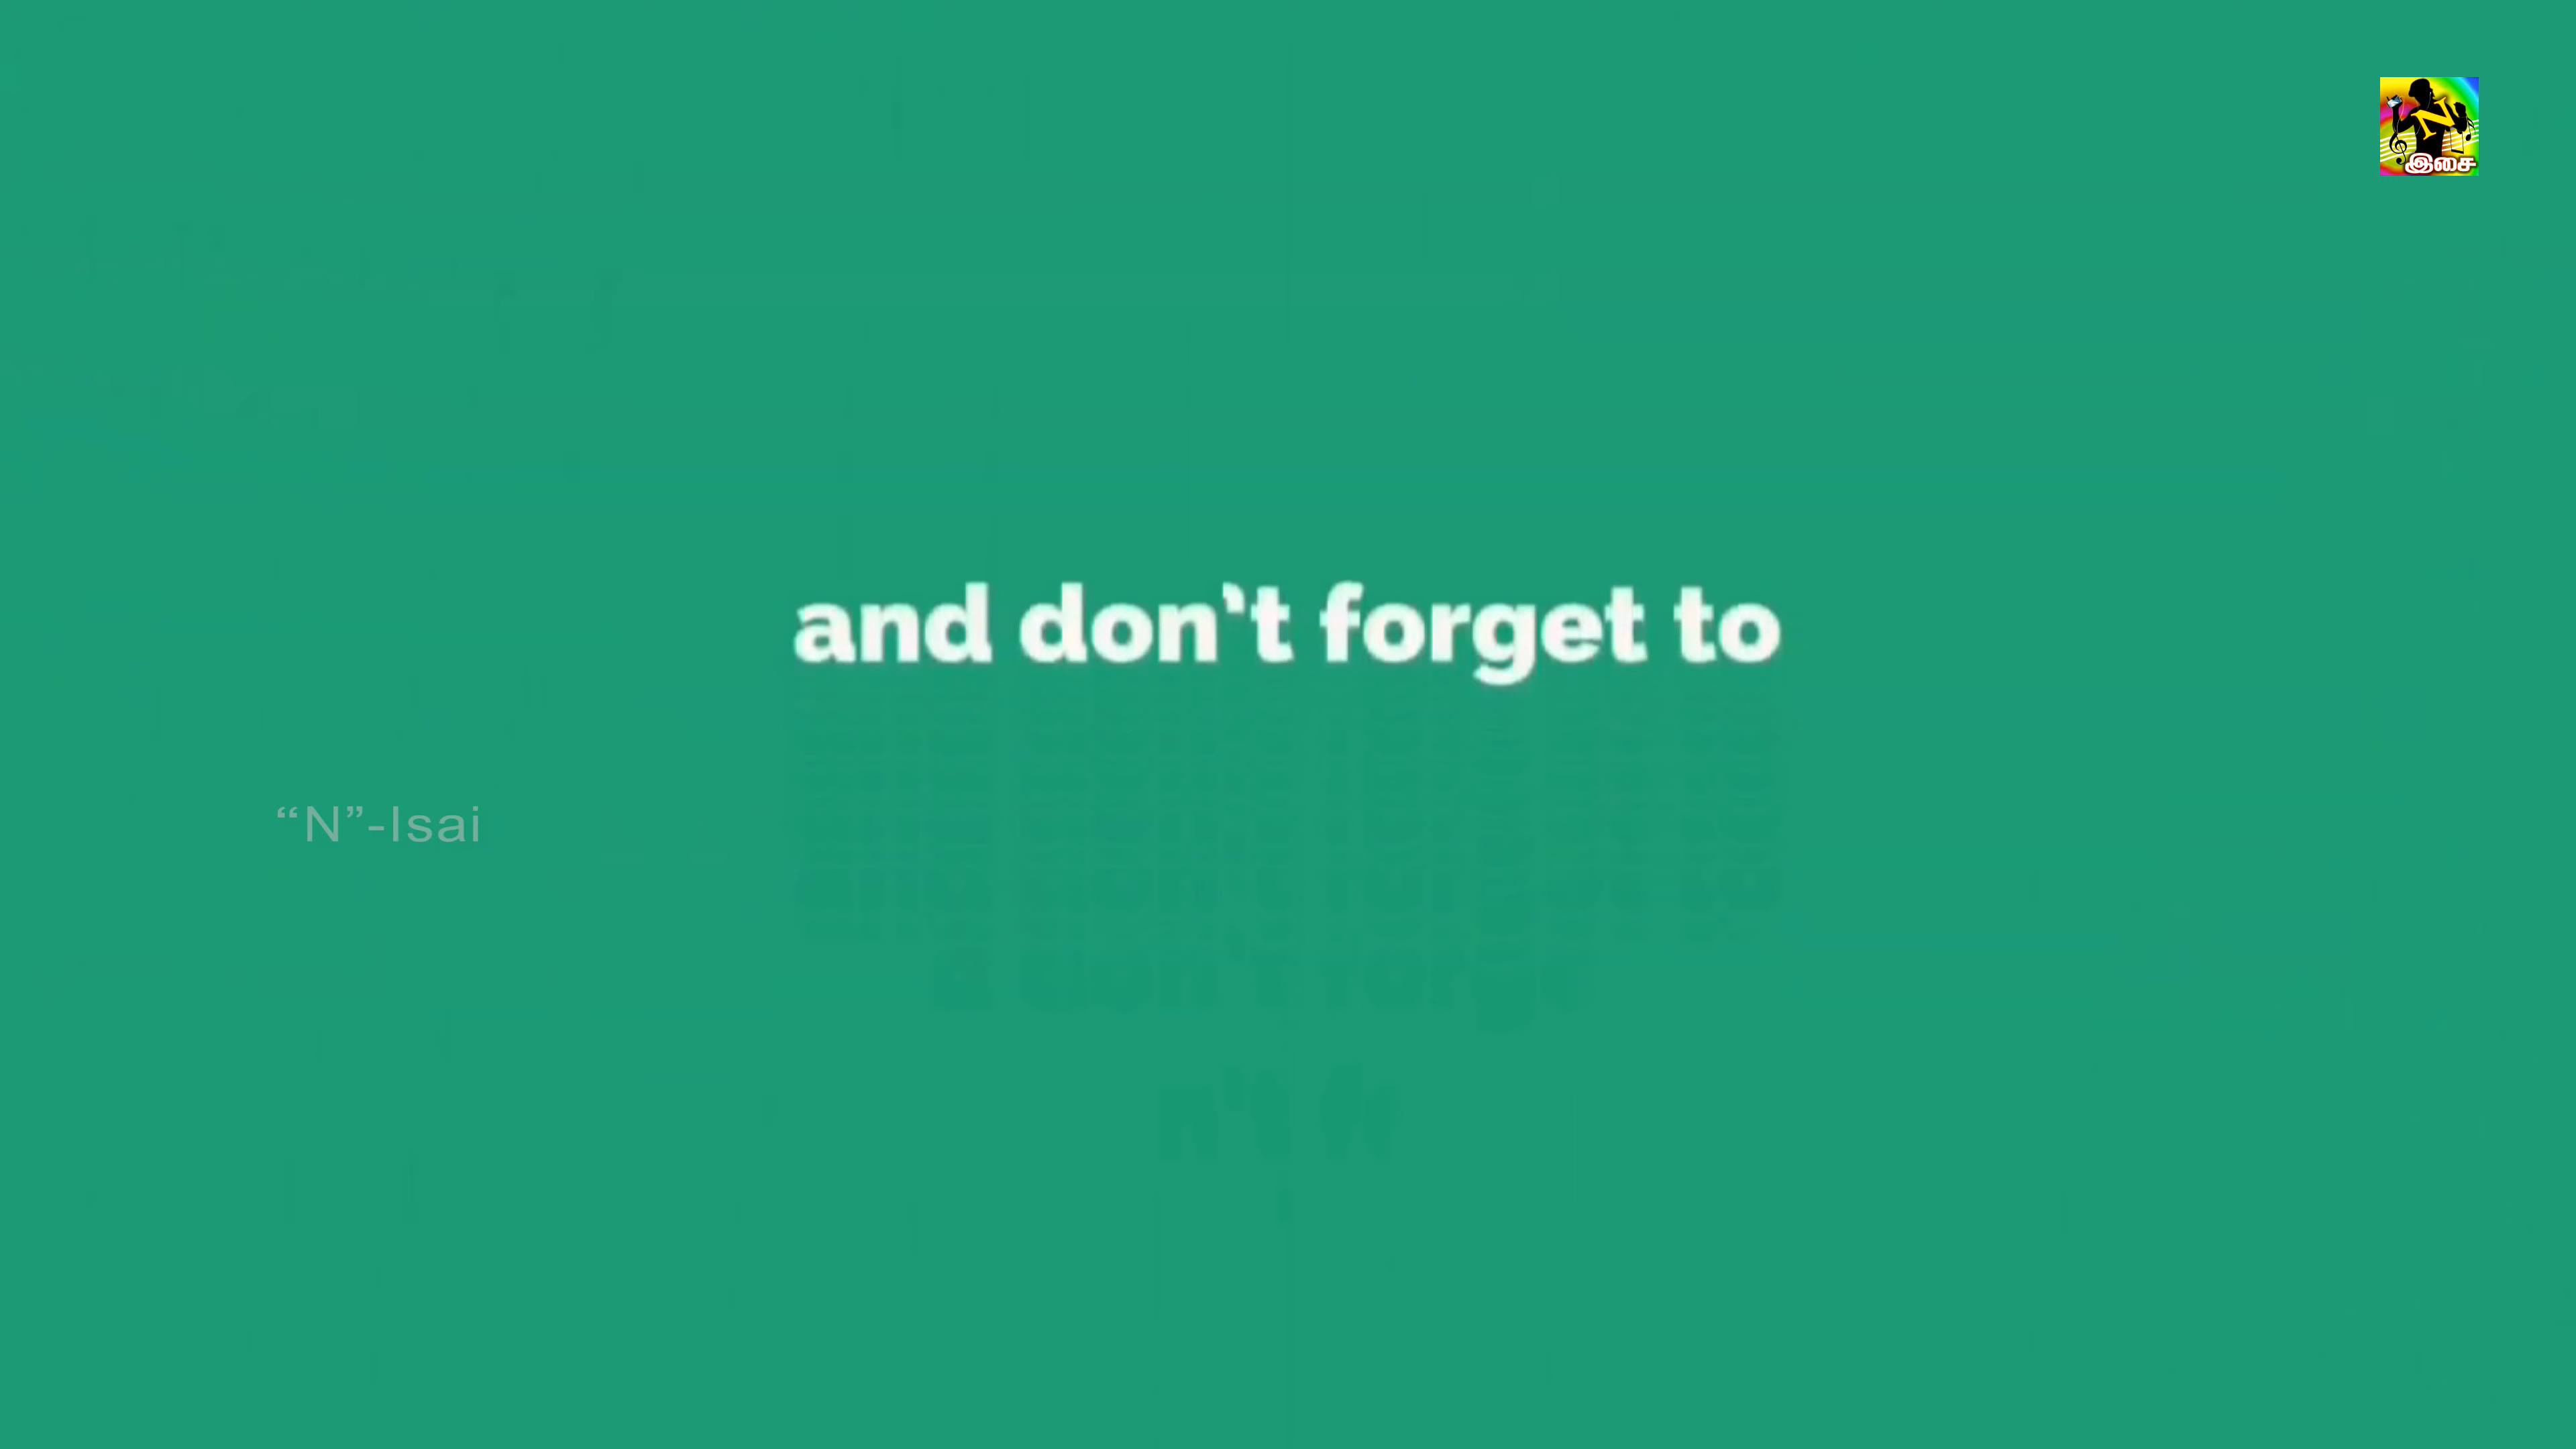 N
இசை
and don't forget to
“N”-Isai